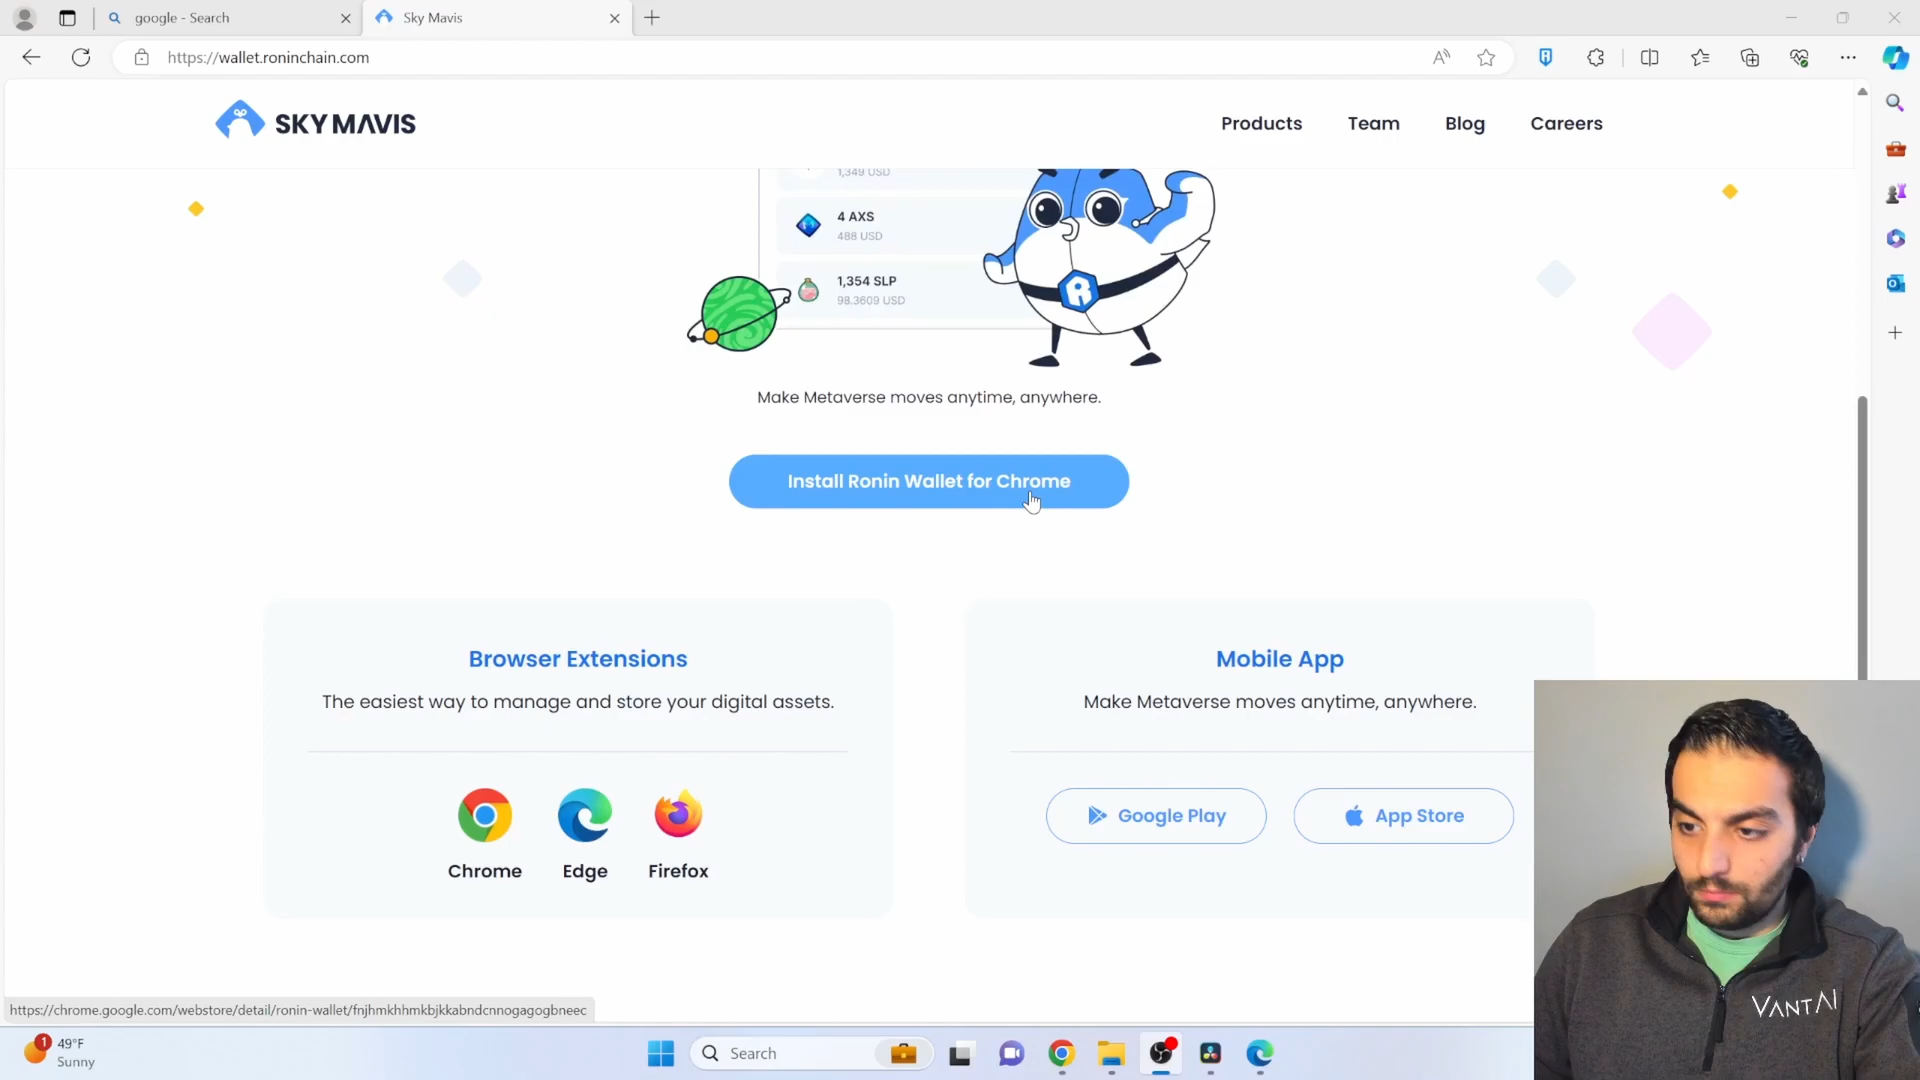 google - Search
Sky Mavis
https://wallet.roninchain.com
SKY MAVIS
Products
Team
Blog
Careers
1,349 USD
4 AXS
488 USD
1,354 SLP
98.3609 USD
R
Make Metaverse moves anytime, anywhere.
Install Ronin Wallet for Chrome
Browser Extensions
The easiest way to manage and store your digital assets.
Chrome
Edge
Firefox
Mobile App
Make Metaverse moves anytime, anywhere.
Google Play
App Store
VANTAI
https://chrome.google.com/webstore/detail/ronin-wallet/fnjhmkhhmkbjkkabndcnnogagogbneec
1
49°F
Sunny
Search